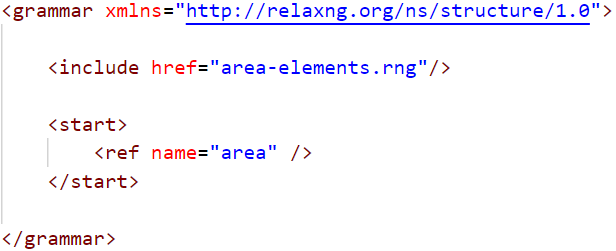 <grammar xmlns="http://relaxng.org/ns/structure/1.0">
<include href="area-elements.rng"/>
<start>
<ref name="area" />
</start>
</grammar>